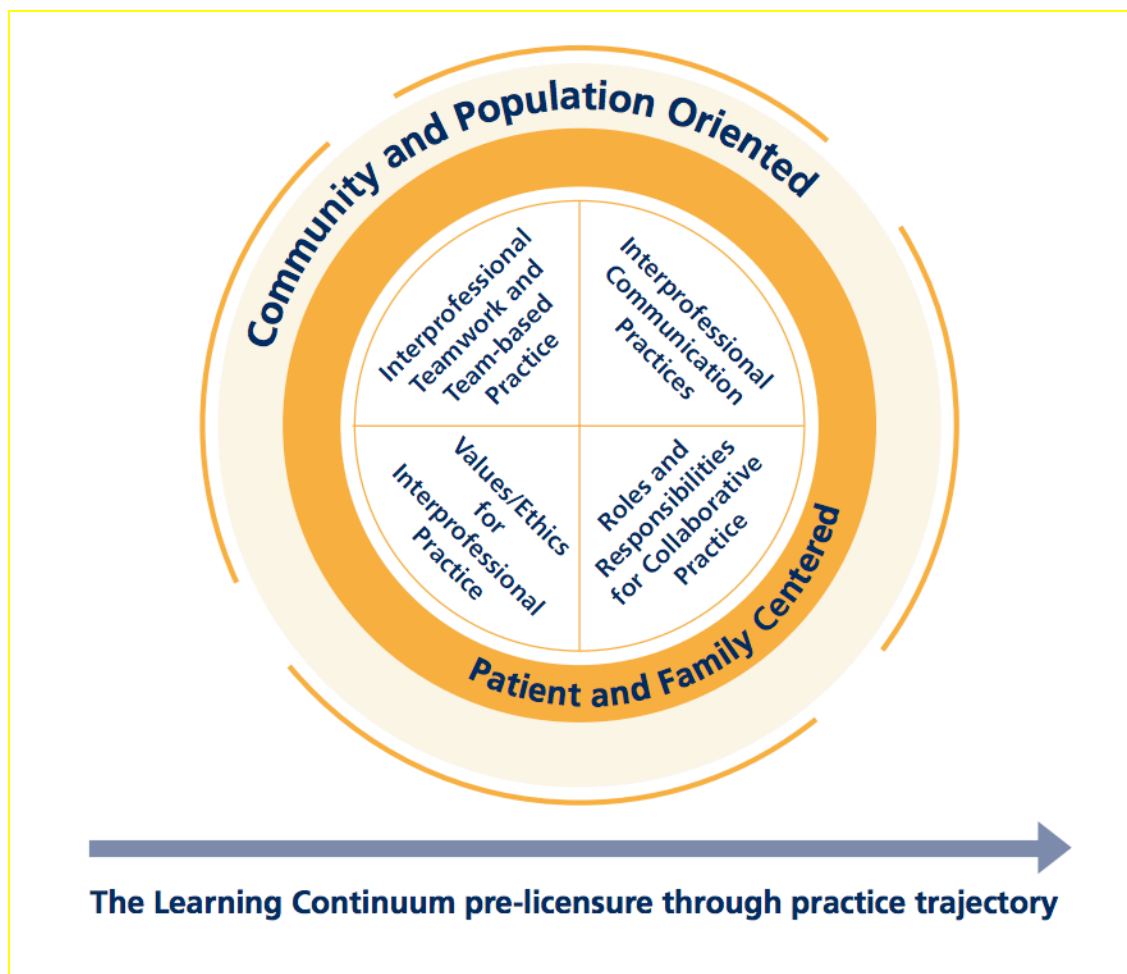 Community and Population Oriented
Interprofessional
Teamwork and
Team-based
Practice
Interprofessional
Communication
Practices
Values/Ethics
for
Interprofessional
Practice
Roles and
Responsibilities
for Collaborative
Practice
Patient and Family Centered
The Learning Continuum pre-licensure through practice trajectory